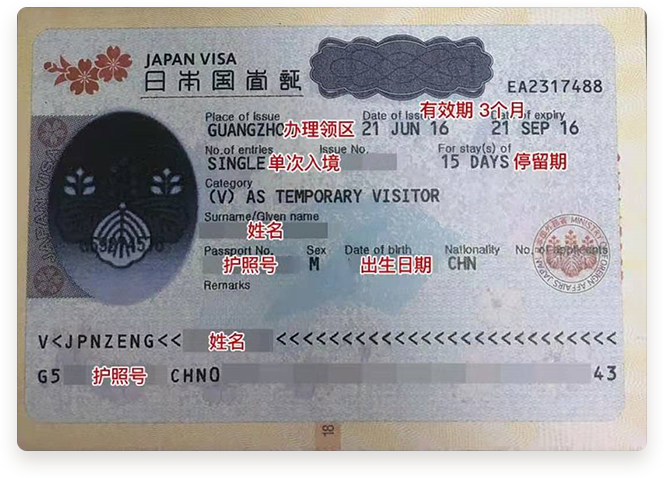 JAPAN VISA
日本国査証
EA2317488
Place of issue
Date of Issue
Date of expiry
有效期 3个月
GUANGZHO
办理领区
21 JUN 16
21 SEP 16
No.of entries
Issue No.
For stay(s) of
SINGLE
单次入境
15 DAYS
停留期
Category
(V) AS TEMPORARY VISITOR
Surname/Given name
姓名
Passport No.
Sex
Date of birth
Nationality
No. of applicants
护照号
M
出生日期
CHN
Remarks
V<JPNZENG<<
姓名
<<<<<<<<<<<<<<<<<<<<<<<<<<
G5
护照号
CHNO
43
JAPAN VISA
MINISTRY
FOREIGN AFFAIRS JAPAN
18